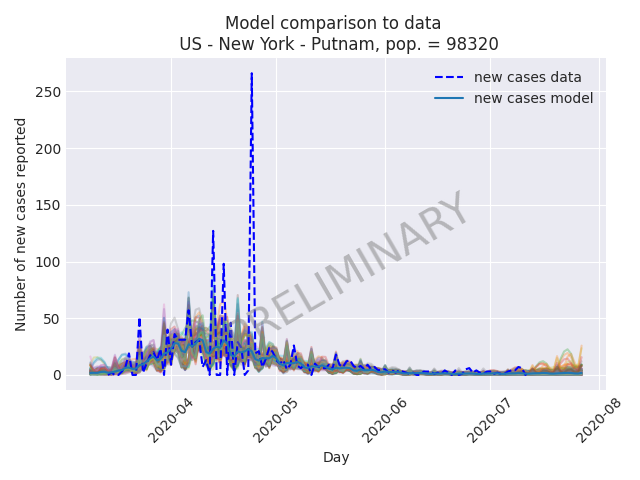 Model comparison to data
US - New York - Putnam, pop. = 98320
new cases data
new cases model
PRELIMINARY
Number of new cases reported
250
200
150
100
50
0
2020-04
2020-05
2020-06
2020-07
2020-08
Day